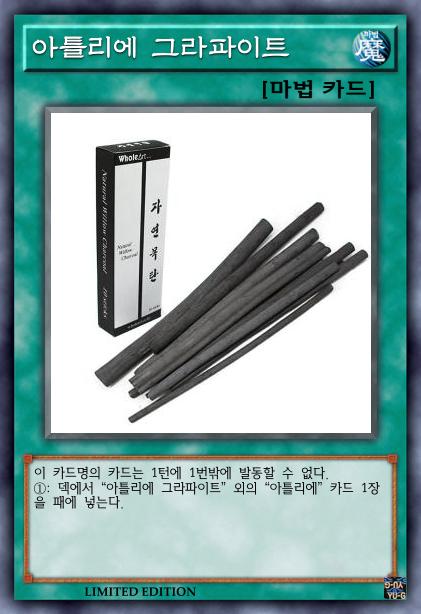 아틀리에 그라파이트
마법
魔
[마법 카드]
WholeArt
자연목탄
Natural Willow Charcoal
Natural
Willow
Charcoal
이 카드명의 카드는 1턴에 1번밖에 발동할 수 없다.
①: 덱에서 “아틀리에 그라파이트” 외의 “아틀리에” 카드 1장
을 패에 넣는다.
LIMITED EDITION